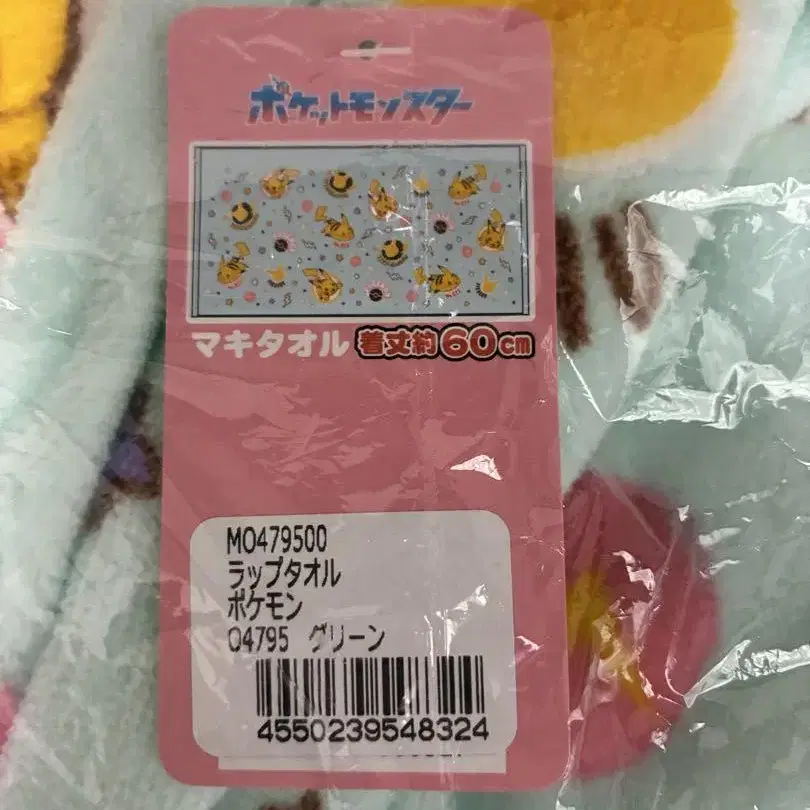 ポケットモンスター
マキタオル 着丈約60cm
M0479500
ラップタオル
ポケモン
04795 グリーン
4550239548324